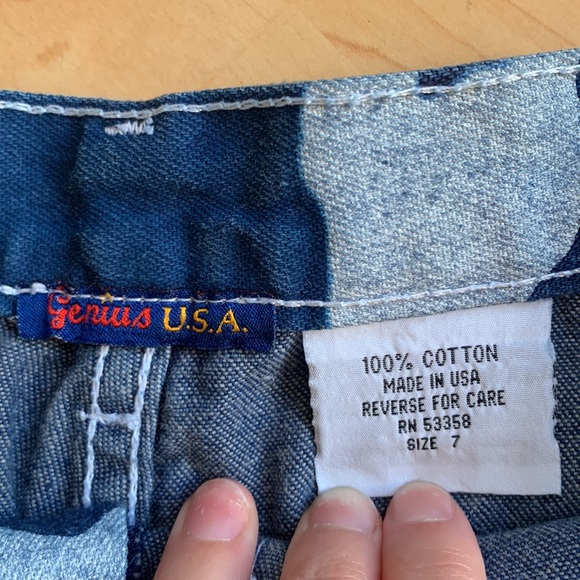 Genius U.S.A.
100% COTTON
MADE IN USA
REVERSE FOR CARE
RN 53358
SIZE 7